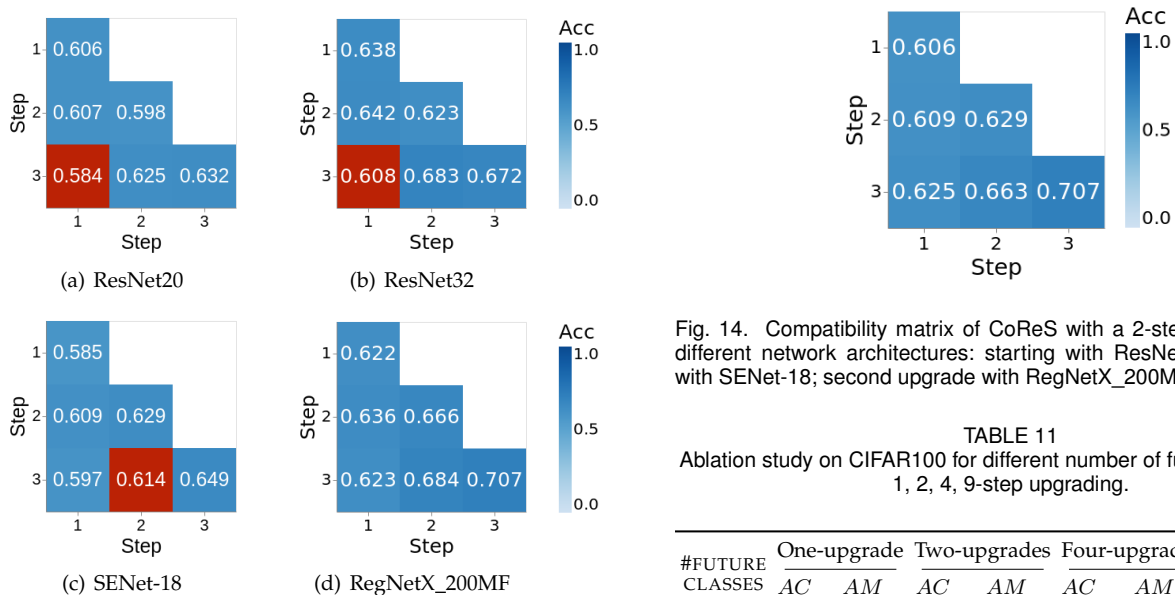 Acc
1 0.606
1.0
2 0.607 0.598
0.5
3 0.584 0.625 0.632
0.0
1 2 3
Step
Step
(a) ResNet20
1 0.638
2 0.642 0.623
3 0.608 0.683 0.672
1 2 3
Step
(b) ResNet32
Acc
1 0.585
1.0
2 0.609 0.629
0.5
3 0.597 0.614 0.649
0.0
1 2 3
Step
Step
(c) SENet-18
1 0.622
2 0.636 0.666
3 0.623 0.684 0.707
1 2 3
Step
(d) RegNetX_200MF
Acc
1 0.606
1.0
2 0.609 0.629
0.5
3 0.625 0.663 0.707
0.0
1 2 3
Step
Step
Fig. 14. Compatibility matrix of CoReS with a 2-ste
different network architectures: starting with ResNe
with SENet-18; second upgrade with RegNetX_200M
TABLE 11
Ablation study on CIFAR100 for different number of fu
1, 2, 4, 9-step upgrading.
#FUTURE CLASSES
One-upgrade Two-upgrades Four-upgrad
AC AM AC AM AC AM